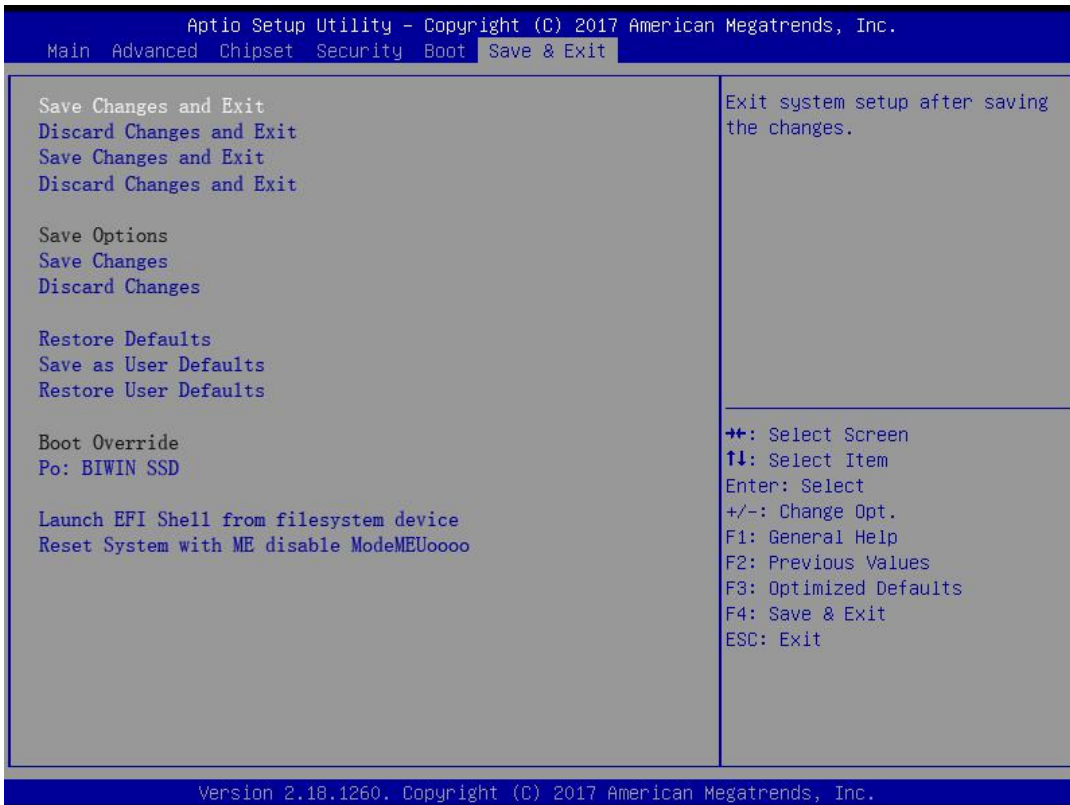 Aptio Setup Utility – Copyright (C) 2017 American Megatrends, Inc.
Main Advanced Chipset Security Boot Save & Exit
Save Changes and Exit
Discard Changes and Exit
Save Changes and Exit
Discard Changes and Exit
Save Options
Save Changes
Discard Changes
Restore Defaults
Save as User Defaults
Restore User Defaults
Boot Override
Po: BIWIN SSD
Launch EFI Shell from filesystem device
Reset System with ME disable ModeMEUoooo
Exit system setup after saving
the changes.
→←: Select Screen
↑↓: Select Item
Enter: Select
+/-: Change Opt.
F1: General Help
F2: Previous Values
F3: Optimized Defaults
F4: Save & Exit
ESC: Exit
Version 2.18.1260. Copyright (C) 2017 American Megatrends, Inc.